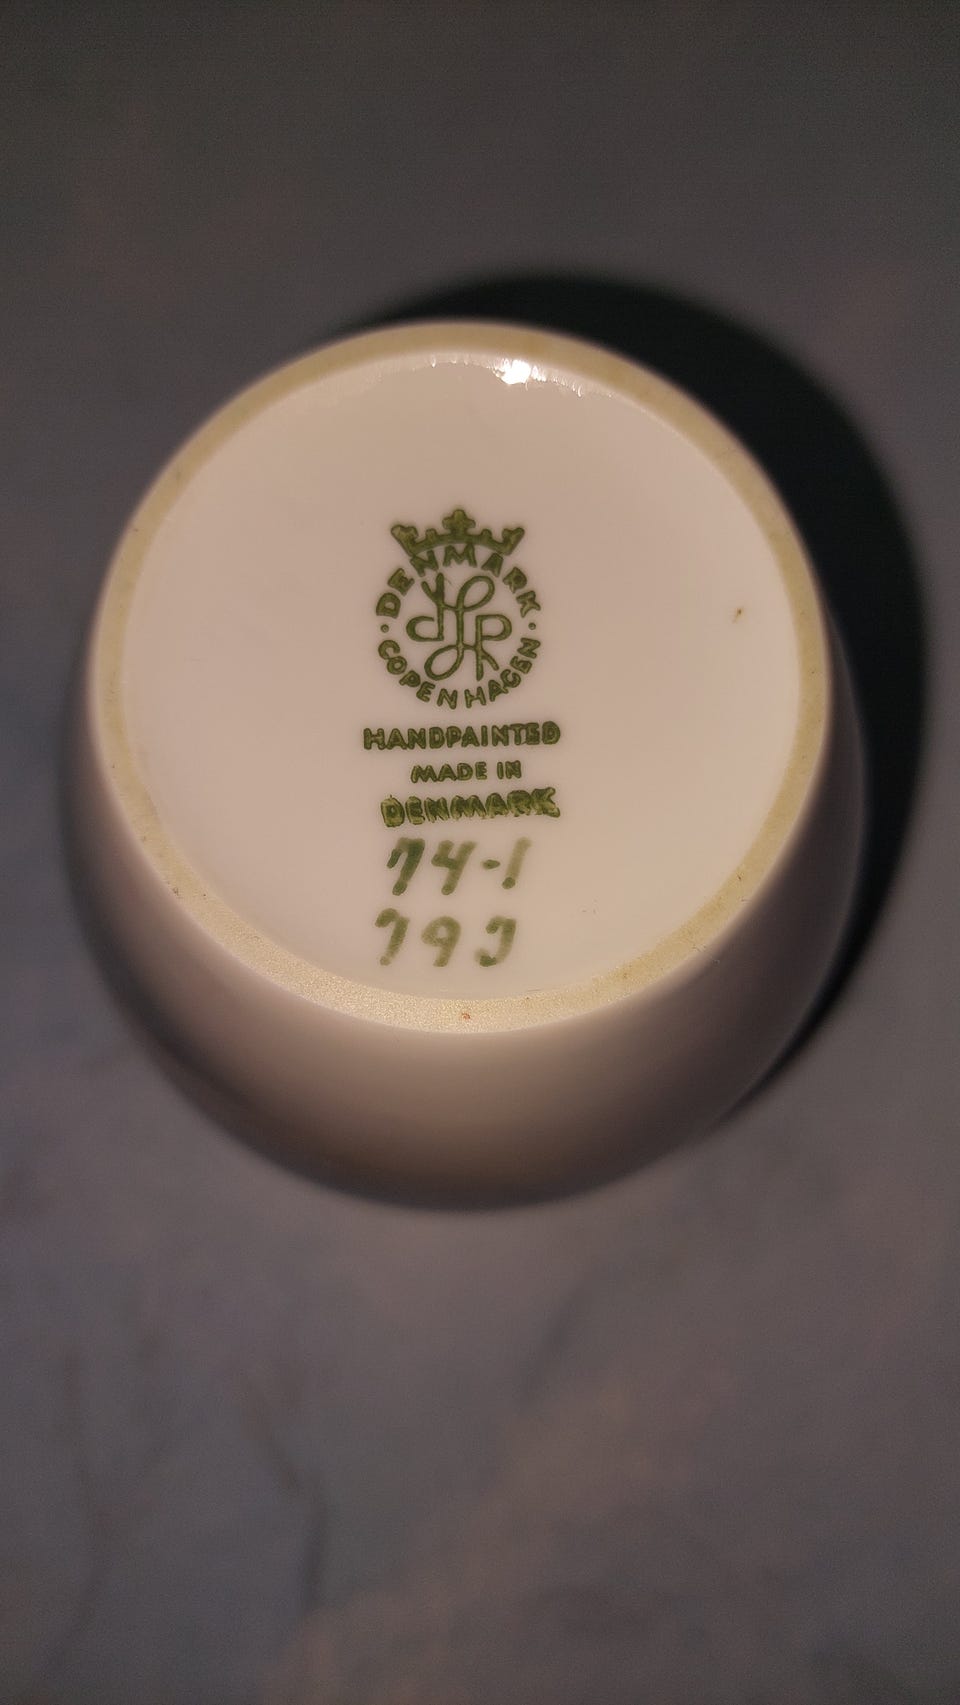 DENMARK
COPENHAGEN
HANDPAINTED
MADE IN
DENMARK
74-1
793